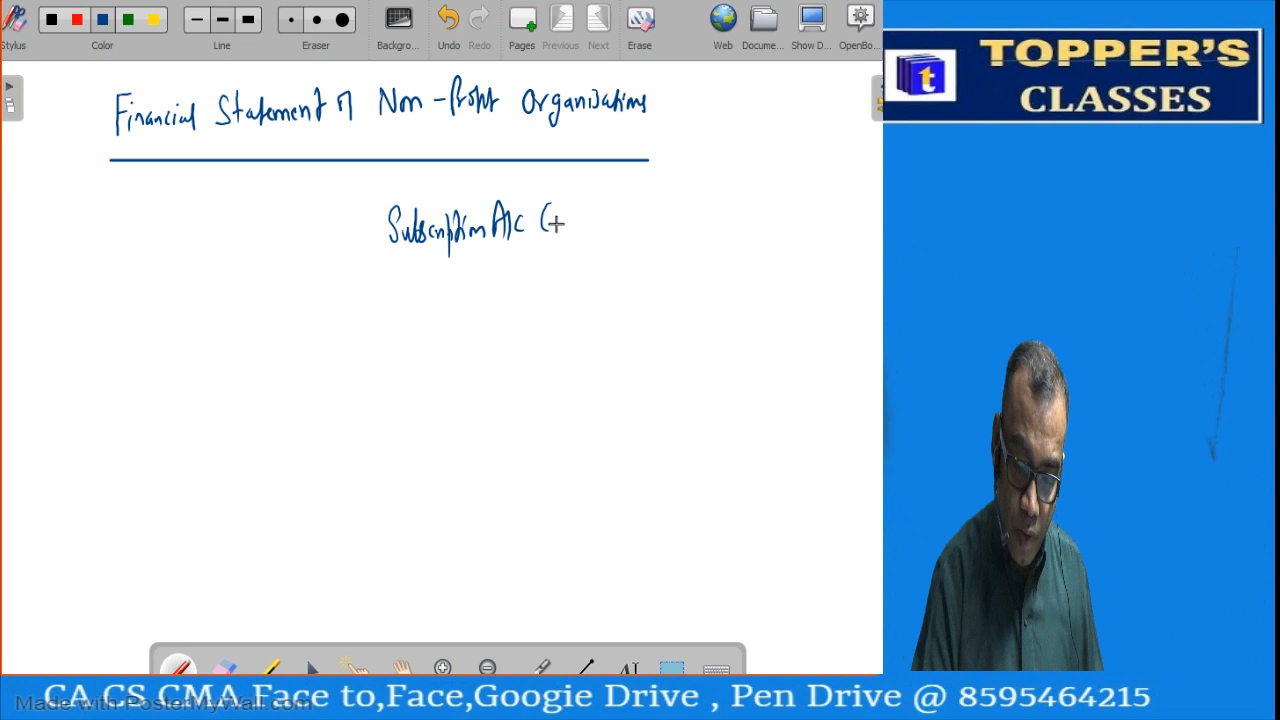 Stylus
Color
Line
Eraser
Backgro...
Undo
Redo
Pages
Previous
Next
Erase
Web
Docume...
Show D...
OpenBo...
TOPPER'S
CLASSES
t
Financial Statement of Non-Profit Organisations
Subscription A/c (
CA,CS,CMA Face to,Face,Googie Drive , Pen Drive @ 8595464215
Made with PosterMyWall.com